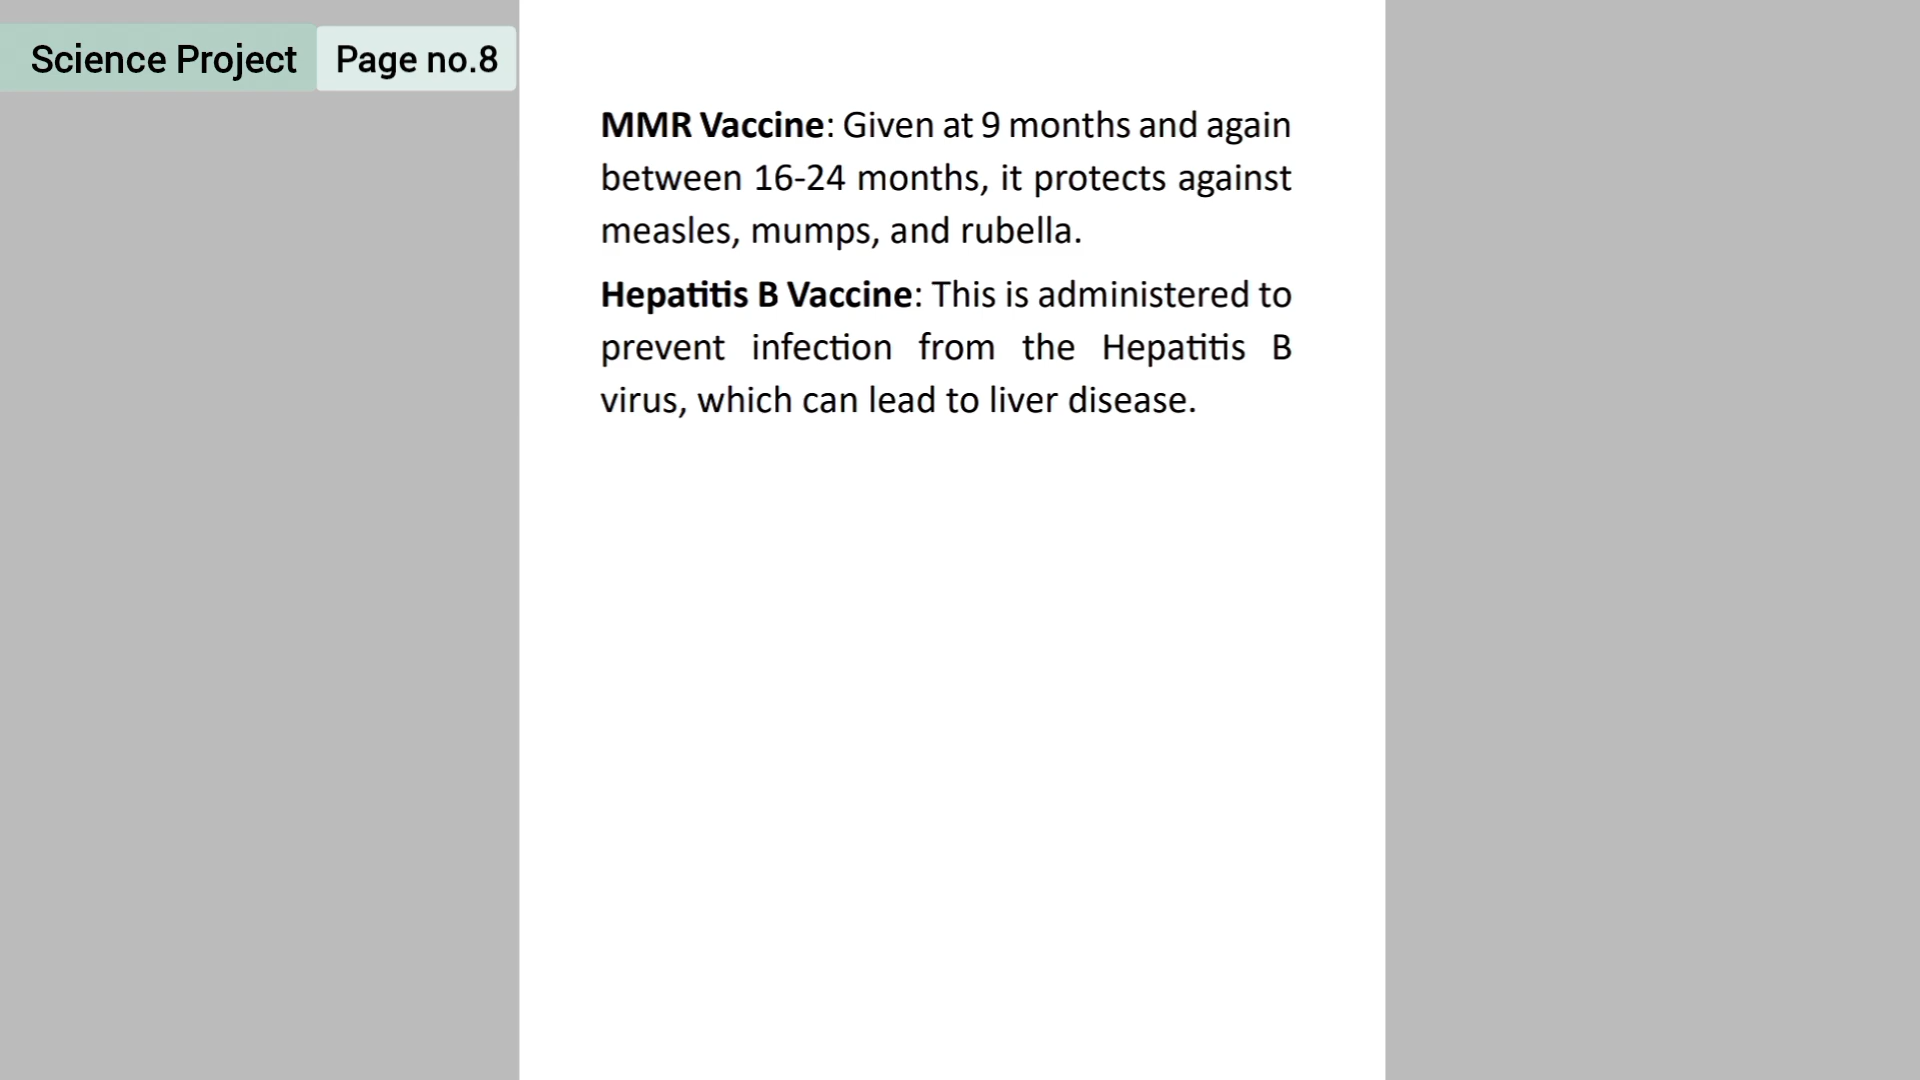 Science Project Page no.8
MMR Vaccine: Given at 9 months and again
between 16-24 months, it protects against
measles, mumps, and rubella.
Hepatitis B Vaccine: This is administered to
prevent infection from the Hepatitis B
virus, which can lead to liver disease.